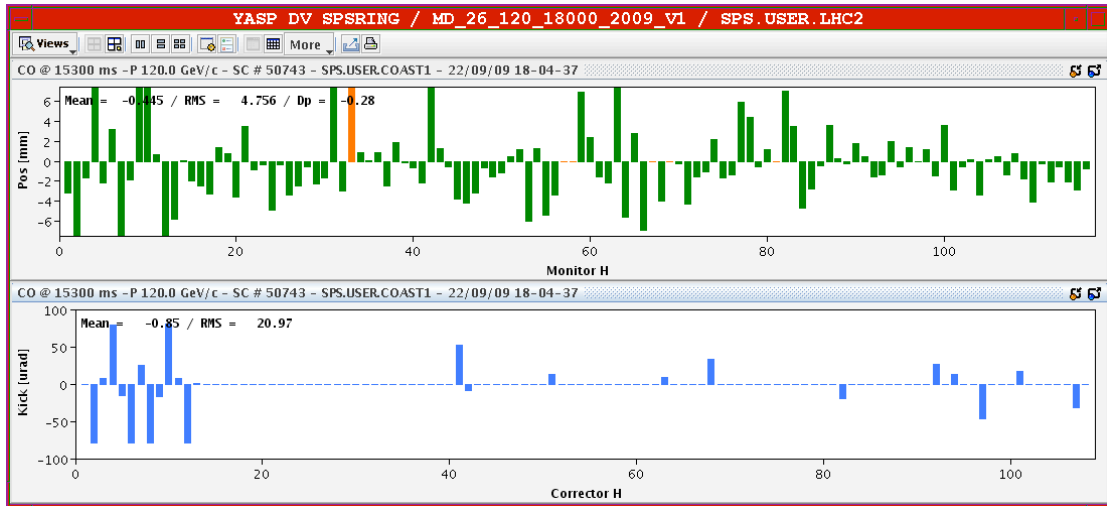 YASP DV SPSRING / MD_26_120_18000_2009_V1 / SPS.USER.LHC2
Views More
CO @ 15300 ms -P 120.0 GeV/c - SC # 50743 - SPS.USER.COAST1 - 22/09/09 18-04-37
Mean = -0.445 / RMS = 4.756 / Dp = -0.28
Pos [mm]
6
4
2
0
-2
-4
-6
0 20 40 60 80 100
Monitor H
CO @ 15300 ms -P 120.0 GeV/c - SC # 50743 - SPS.USER.COAST1 - 22/09/09 18-04-37
Mean = -0.85 / RMS = 20.97
Kick [urad]
100
50
0
-50
-100
0 20 40 60 80 100
Corrector H